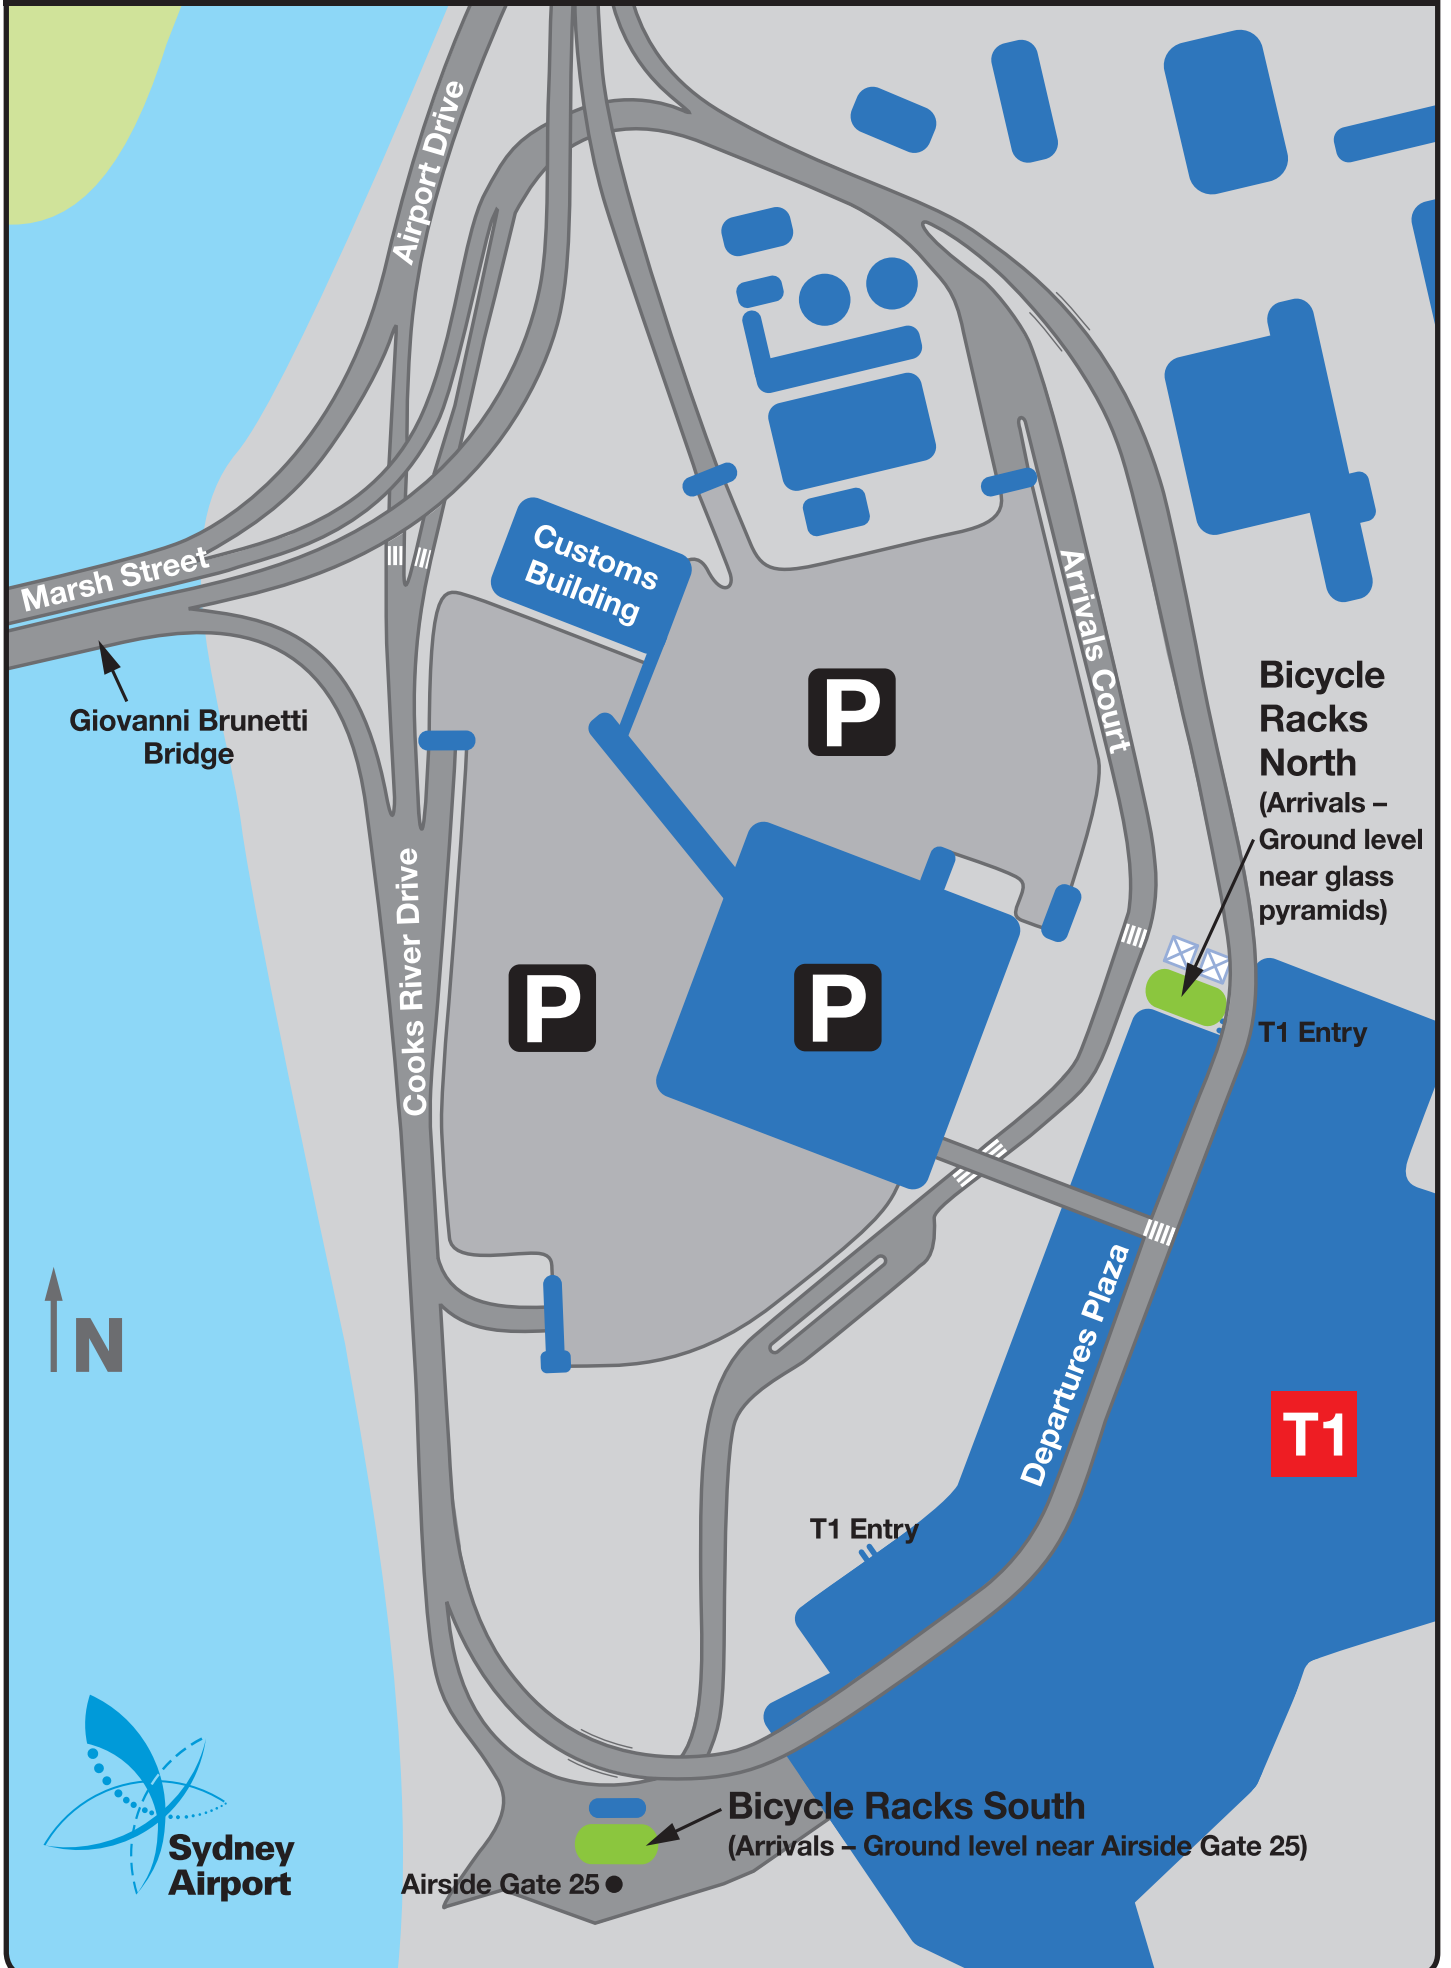 Airport Drive
Marsh Street
Giovanni Brunetti
Bridge
Customs
Building
Arrivals Court
P
Bicycle
Racks
North
(Arrivals –
Ground level
near glass
pyramids)
Cooks River Drive
P
P
T1 Entry
Departures Plaza
N
T1
T1 Entry
Bicycle Racks South
(Arrivals – Ground level near Airside Gate 25)
Airside Gate 25
Sydney
Airport